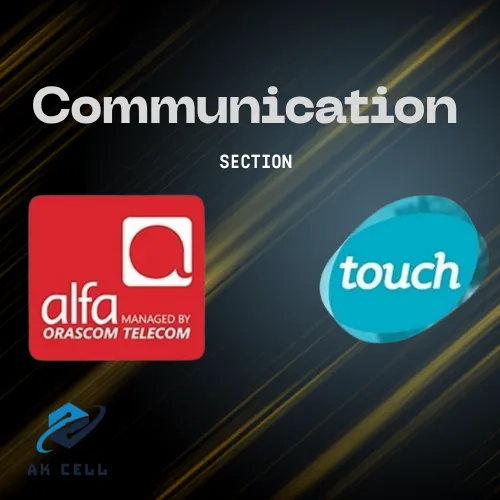 Communication
SECTION
alfa MANAGED BY
ORASCOM TELECOM
touch
AK CELL